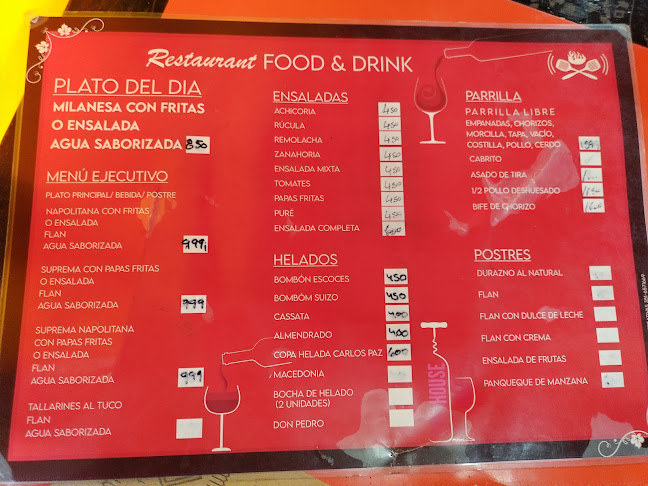 Restaurant FOOD & DRINK
PLATO DEL DIA
MILANESA CON FRITAS
O ENSALADA
AGUA SABORIZADA 850
MENÚ EJECUTIVO
PLATO PRINCIPAL/ BEBIDA/ POSTRE
NAPOLITANA CON FRITAS
O ENSALADA
FLAN
AGUA SABORIZADA 999
SUPREMA CON PAPAS FRITAS
O ENSALADA
FLAN
AGUA SABORIZADA 999
SUPREMA NAPOLITANA
CON PAPAS FRITAS
O ENSALADA
FLAN
AGUA SABORIZADA 999
TALLARINES AL TUCO
FLAN
AGUA SABORIZADA
ENSALADAS
ACHICORIA 450
RÚCULA 450
REMOLACHA 450
ZANAHORIA 450
ENSALADA MIXTA 450
TOMATES 450
PAPAS FRITAS 450
PURÉ 450
ENSALADA COMPLETA 600
HELADOS
BOMBÓN ESCOCES 450
BOMBÓM SUIZO 450
CASSATA 400
ALMENDRADO 400
COPA HELADA CARLOS PAZ 600
MACEDONIA
BOCHA DE HELADO
(2 UNIDADES)
DON PEDRO
HOUSE
PARRILLA
PARRILLA LIBRE
EMPANADAS, CHORIZOS,
MORCILLA, TAPA, VACÍO,
COSTILLA, POLLO, CERDO
CABRITO
ASADO DE TIRA
1/2 POLLO DESHUESADO
BIFE DE CHORIZO
POSTRES
DURAZNO AL NATURAL
FLAN
FLAN CON DULCE DE LECHE
FLAN CON CREMA
ENSALADA DE FRUTAS
PANQUEQUE DE MANZANA